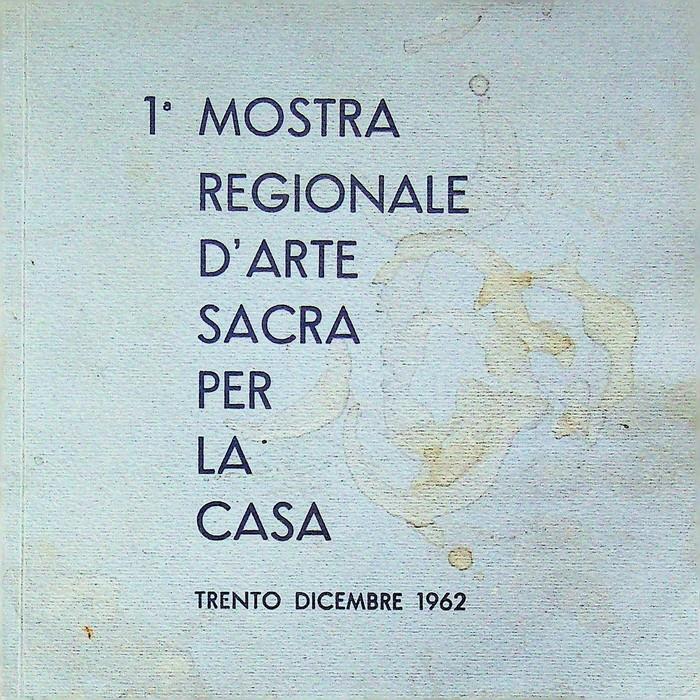 1ª MOSTRA
REGIONALE
D'ARTE
SACRA
PER
LA
CASA
TRENTO DICEMBRE 1962